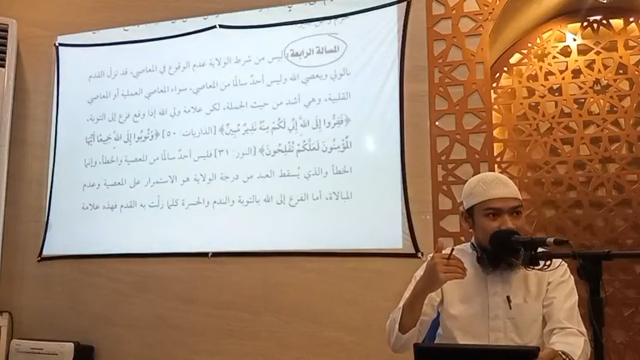 المسألة الرابعة: ليس من شرط الولاية عدم الوقوع في المعاصي، قد تزل القدم
بالولي ويعصي الله وليس أحدٌ سالمًا من المعاصي، سواء المعاصي العملية أو المعاصي
القلبية، وهي أشد من حيث الجملة، لكن علامة ولي الله إذا وقع فزع إلى التوبة،
﴿فَفِرُّوا إِلَى اللَّهِ إِنِّي لَكُمْ مِنْهُ نَذِيرٌ مُبِينٌ﴾ [الذاريات: ٥٠] ﴿وَتُوبُوا إِلَى اللَّهِ جَمِيعًا أَيُّهَا
الْمُؤْمِنُونَ لَعَلَّكُمْ تُفْلِحُونَ﴾ [النور: ٣١] فليس أحدٌ سالمًا من المعصية والخطأ، وإنما
الخطأ والذي يُسقط العبد من درجة الولاية هو الاستمرار على المعصية وعدم
المبالاة، أما الفزع إلى الله بالتوبة والندم والحسرة كلما زلّت به القدم فهذه علامة